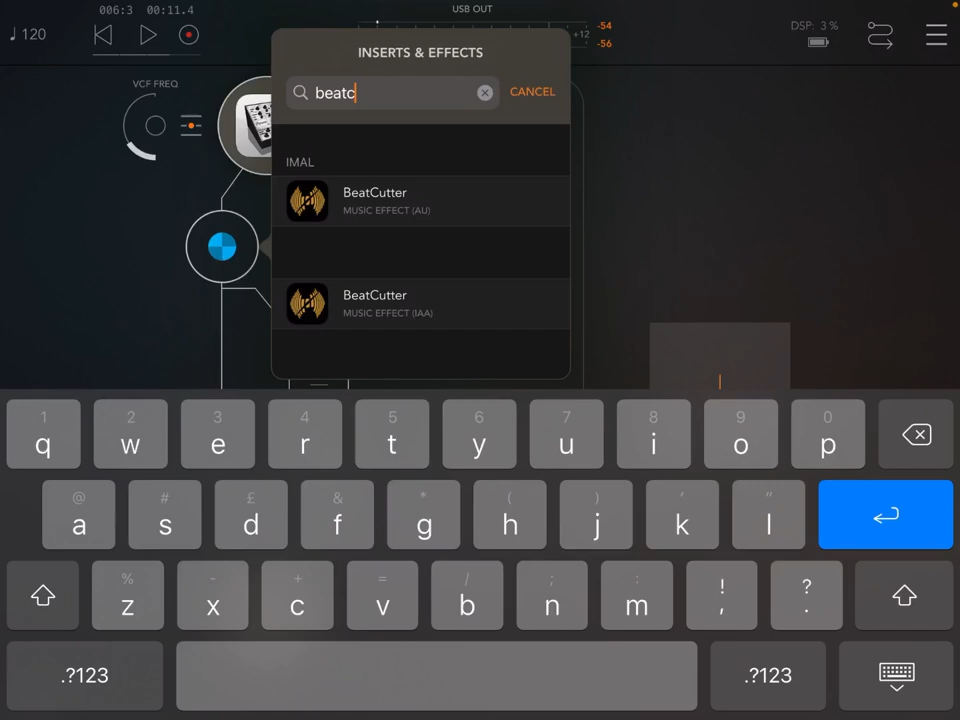 006:3 00:11.4
USB OUT
♩ 120
+12
-54
-56
DSP: 3 %
VCF FREQ
INSERTS & EFFECTS
beatc
CANCEL
IMAL
BeatCutter
MUSIC EFFECT (AU)
BeatCutter
MUSIC EFFECT (IAA)
1 2 3 4 5 6 7 8 9 0
q w e r t y u i o p
@ # £ & * ( ) ' "
a s d f g h j k l
% - + = / ; : ! ?
z x c v b n m , .
.?123 .?123